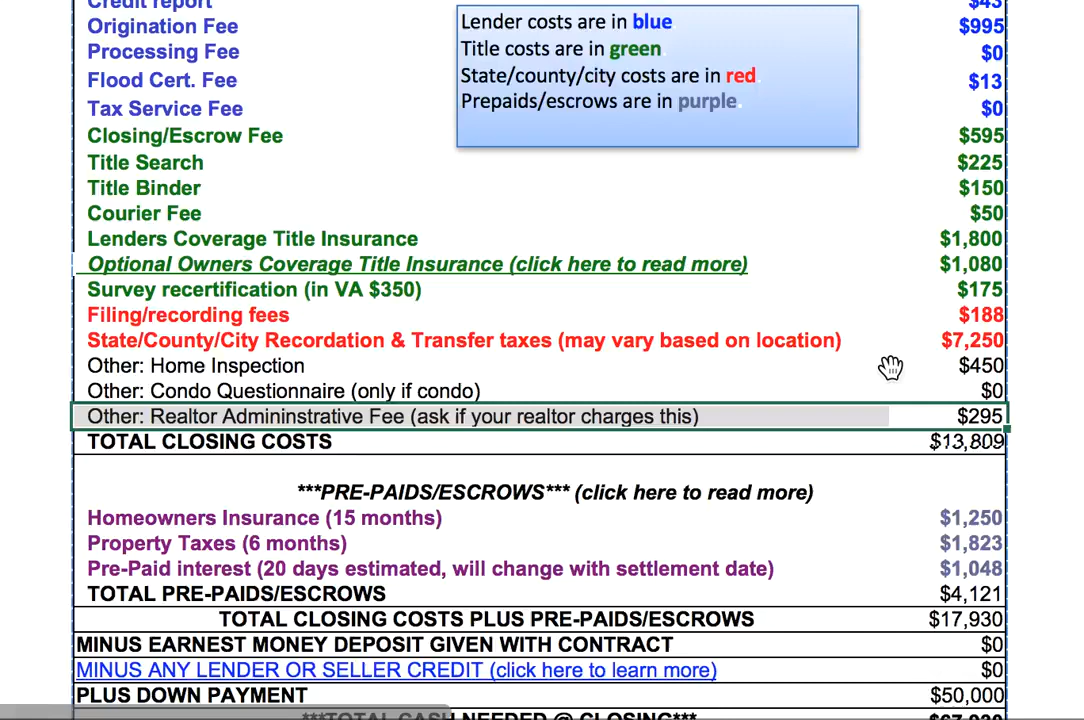 Credit report $43
Lender costs are in blue.
Origination Fee $995
Title costs are in green.
Processing Fee $0
State/county/city costs are in red.
Flood Cert. Fee $13
Prepaids/escrows are in purple.
Tax Service Fee $0
Closing/Escrow Fee $595
Title Search $225
Title Binder $150
Courier Fee $50
Lenders Coverage Title Insurance $1,800
Optional Owners Coverage Title Insurance (click here to read more) $1,080
Survey recertification (in VA $350) $175
Filing/recording fees $188
State/County/City Recordation & Transfer taxes (may vary based on location) $7,250
Other: Home Inspection $450
Other: Condo Questionnaire (only if condo) $0
Other: Realtor Admininstrative Fee (ask if your realtor charges this) $295
TOTAL CLOSING COSTS $13,809
***PRE-PAIDS/ESCROWS*** (click here to read more)
Homeowners Insurance (15 months) $1,250
Property Taxes (6 months) $1,823
Pre-Paid interest (20 days estimated, will change with settlement date) $1,048
TOTAL PRE-PAIDS/ESCROWS $4,121
TOTAL CLOSING COSTS PLUS PRE-PAIDS/ESCROWS $17,930
MINUS EARNEST MONEY DEPOSIT GIVEN WITH CONTRACT $0
MINUS ANY LENDER OR SELLER CREDIT (click here to learn more) $0
PLUS DOWN PAYMENT $50,000
***TOTAL CASH NEEDED @ CLOSING*** $67,930